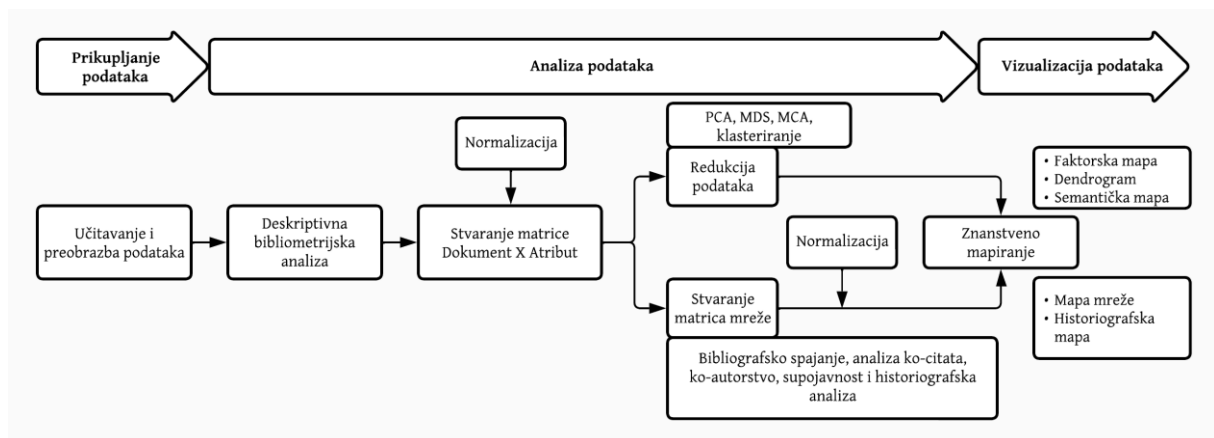 Prikupljanje
podataka
Analiza podataka
Vizualizacija podataka
PCA, MDS, MCA,
klasteriranje
Normalizacija
Redukcija
podataka
• Faktorska mapa
• Dendrogram
• Semantička mapa
Učitavanje i
preobrazba podataka
Deskriptivna
bibliometrijska
analiza
Stvaranje matrice
Dokument X Atribut
Normalizacija
Znanstveno
mapiranje
Stvaranje
matrica mreže
• Mapa mreže
• Historiografska
mapa
Bibliografsko spajanje, analiza ko-citata,
ko-autorstvo, supojavnost i historiografska
analiza